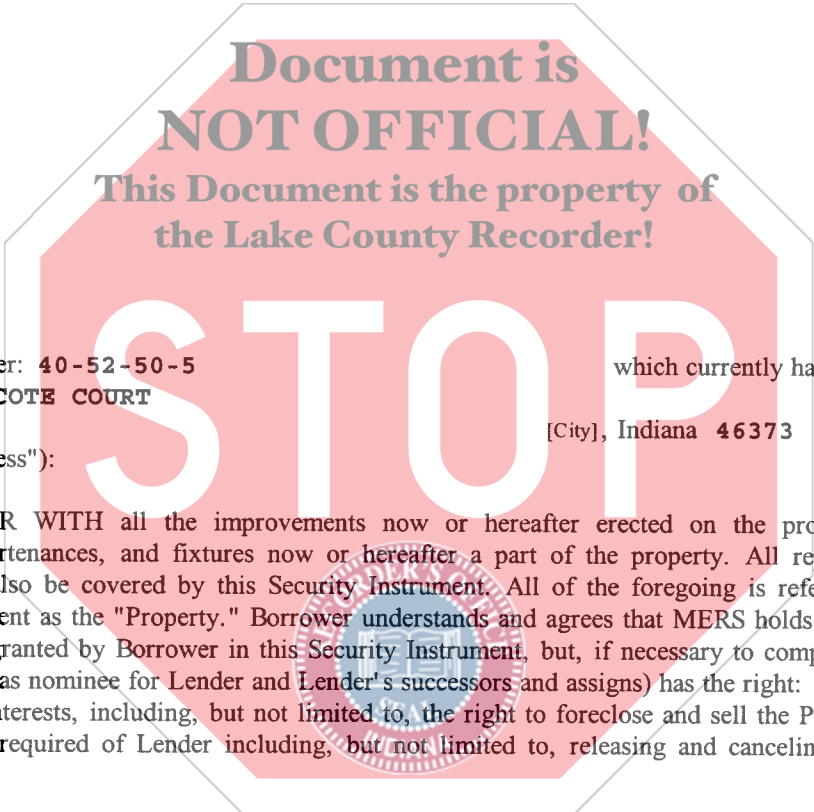 Document is
NOT OFFICIAL!
This Document is the property of
the Lake County Recorder!
STOP
er: 40-52-50-5 which currently ha
COTE COURT
[City], Indiana 46373
ess"):
R WITH all the improvements now or hereafter erected on the pro
rtenances, and fixtures now or hereafter a part of the property. All re
lso be covered by this Security Instrument. All of the foregoing is refe
ent as the "Property." Borrower understands and agrees that MERS holds
ranted by Borrower in this Security Instrument, but, if necessary to comp
as nominee for Lender and Lender's successors and assigns) has the right:
nterests, including, but not limited to, the right to foreclose and sell the P
required of Lender including, but not limited to, releasing and cancelin
SEAL
INDIANA